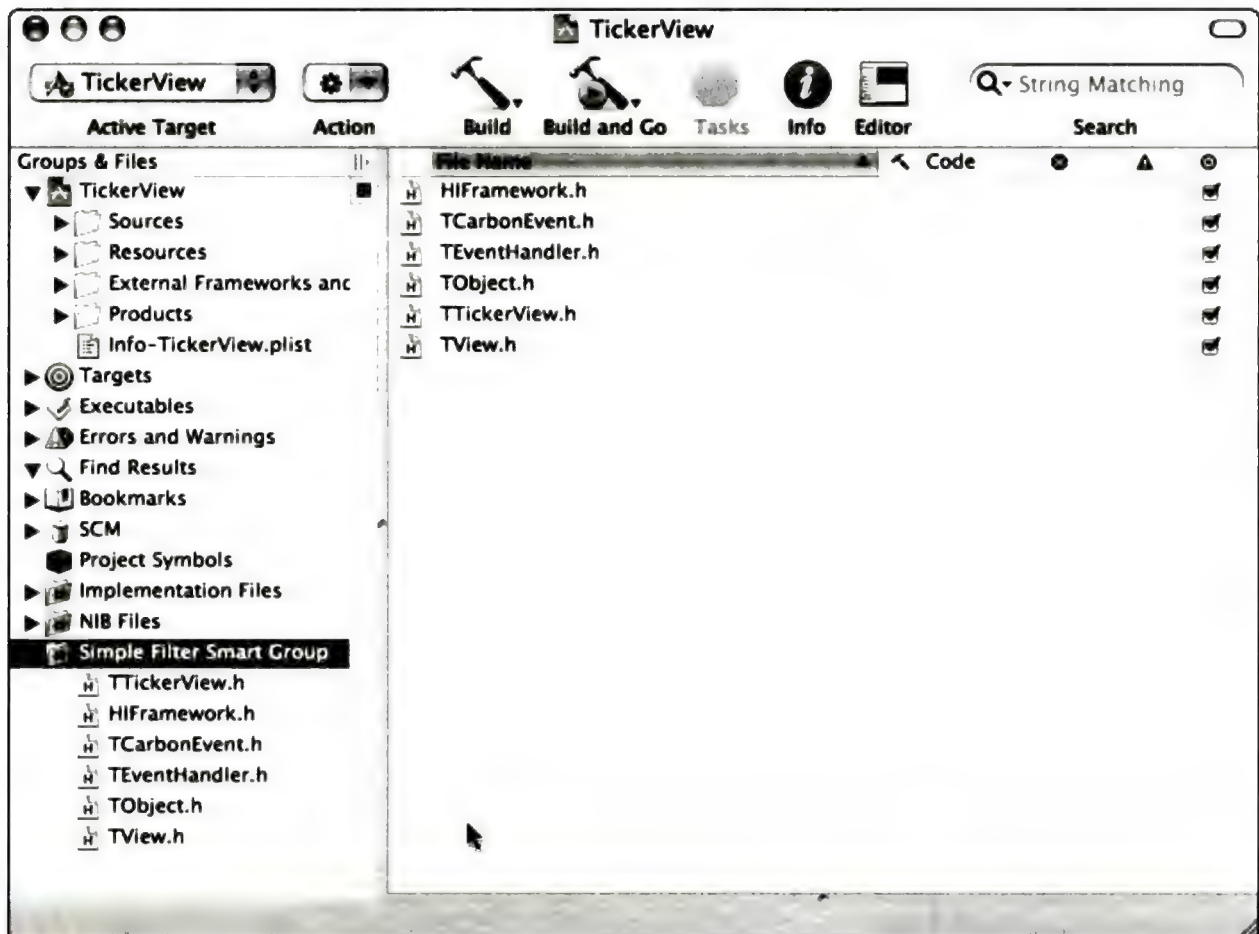 TickerView
TickerView
String Matching
Active Target
Action
Build
Build and Go
Tasks
Info
Editor
Search
Groups & Files
File Name
Code
TickerView
Sources
Resources
External Frameworks anc
Products
Info-TickerView.plist
Targets
Executables
Errors and Warnings
Find Results
Bookmarks
SCM
Project Symbols
Implementation Files
NIB Files
Simple Filter Smart Group
TTickerView.h
HIFramework.h
TCarbonEvent.h
TEventHandler.h
TObject.h
TView.h
HIFramework.h
TCarbonEvent.h
TEventHandler.h
TObject.h
TTickerView.h
TView.h